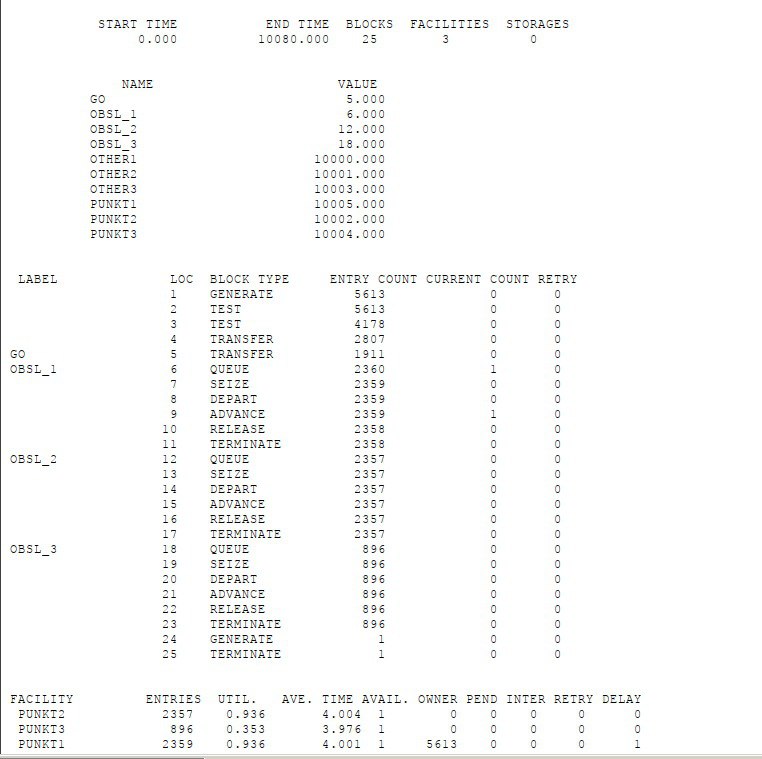 START TIME END TIME BLOCKS FACILITIES STORAGES
0.000 10080.000 25 3 0
NAME VALUE
GO 5.000
OBSL_1 6.000
OBSL_2 12.000
OBSL_3 18.000
OTHER1 10000.000
OTHER2 10001.000
OTHER3 10003.000
PUNKT1 10005.000
PUNKT2 10002.000
PUNKT3 10004.000
LABEL LOC BLOCK TYPE ENTRY COUNT CURRENT COUNT RETRY
1 GENERATE 5613 0 0
2 TEST 5613 0 0
3 TEST 4178 0 0
4 TRANSFER 2807 0 0
GO 5 TRANSFER 1911 0 0
OBSL_1 6 QUEUE 2360 1 0
7 SEIZE 2359 0 0
8 DEPART 2359 0 0
9 ADVANCE 2359 1 0
10 RELEASE 2358 0 0
11 TERMINATE 2358 0 0
OBSL_2 12 QUEUE 2357 0 0
13 SEIZE 2357 0 0
14 DEPART 2357 0 0
15 ADVANCE 2357 0 0
16 RELEASE 2357 0 0
17 TERMINATE 2357 0 0
OBSL_3 18 QUEUE 896 0 0
19 SEIZE 896 0 0
20 DEPART 896 0 0
21 ADVANCE 896 0 0
22 RELEASE 896 0 0
23 TERMINATE 896 0 0
24 GENERATE 1 0 0
25 TERMINATE 1 0 0
FACILITY ENTRIES UTIL. AVE. TIME AVAIL. OWNER PEND INTER RETRY DELAY
PUNKT2 2357 0.936 4.004 1 0 0 0 0 0
PUNKT3 896 0.353 3.976 1 0 0 0 0 0
PUNKT1 2359 0.936 4.001 1 5613 0 0 0 1